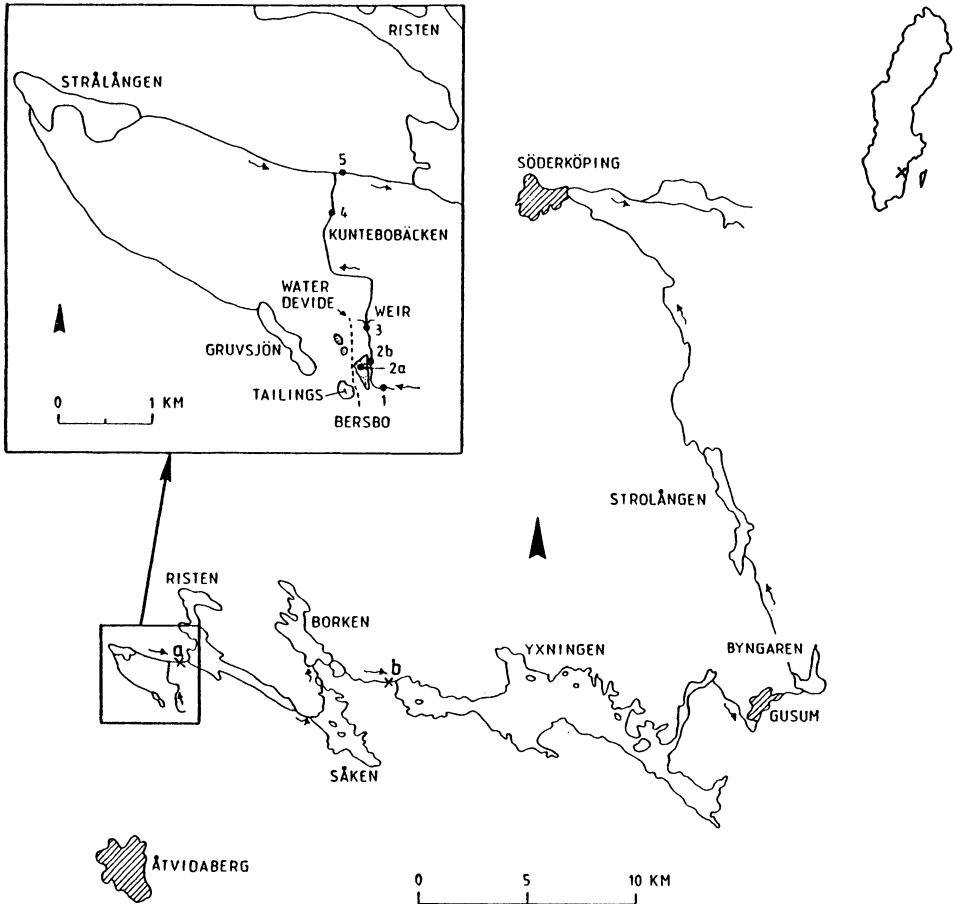 RISTEN
STRÅLÅNGEN
5
4
KUNTEBOBÄCKEN
WATER
DEVIDE
WEIR
3
GRUVSJÖN
2b
2a
TAILINGS
1
0 1 KM
BERSBO
SÖDERKÖPING
STROLÅNGEN
RISTEN
BORKEN
a
b
YXNINGEN
BYNGAREN
GUSUM
SÅKEN
ÅTVIDABERG
0 5 10 KM